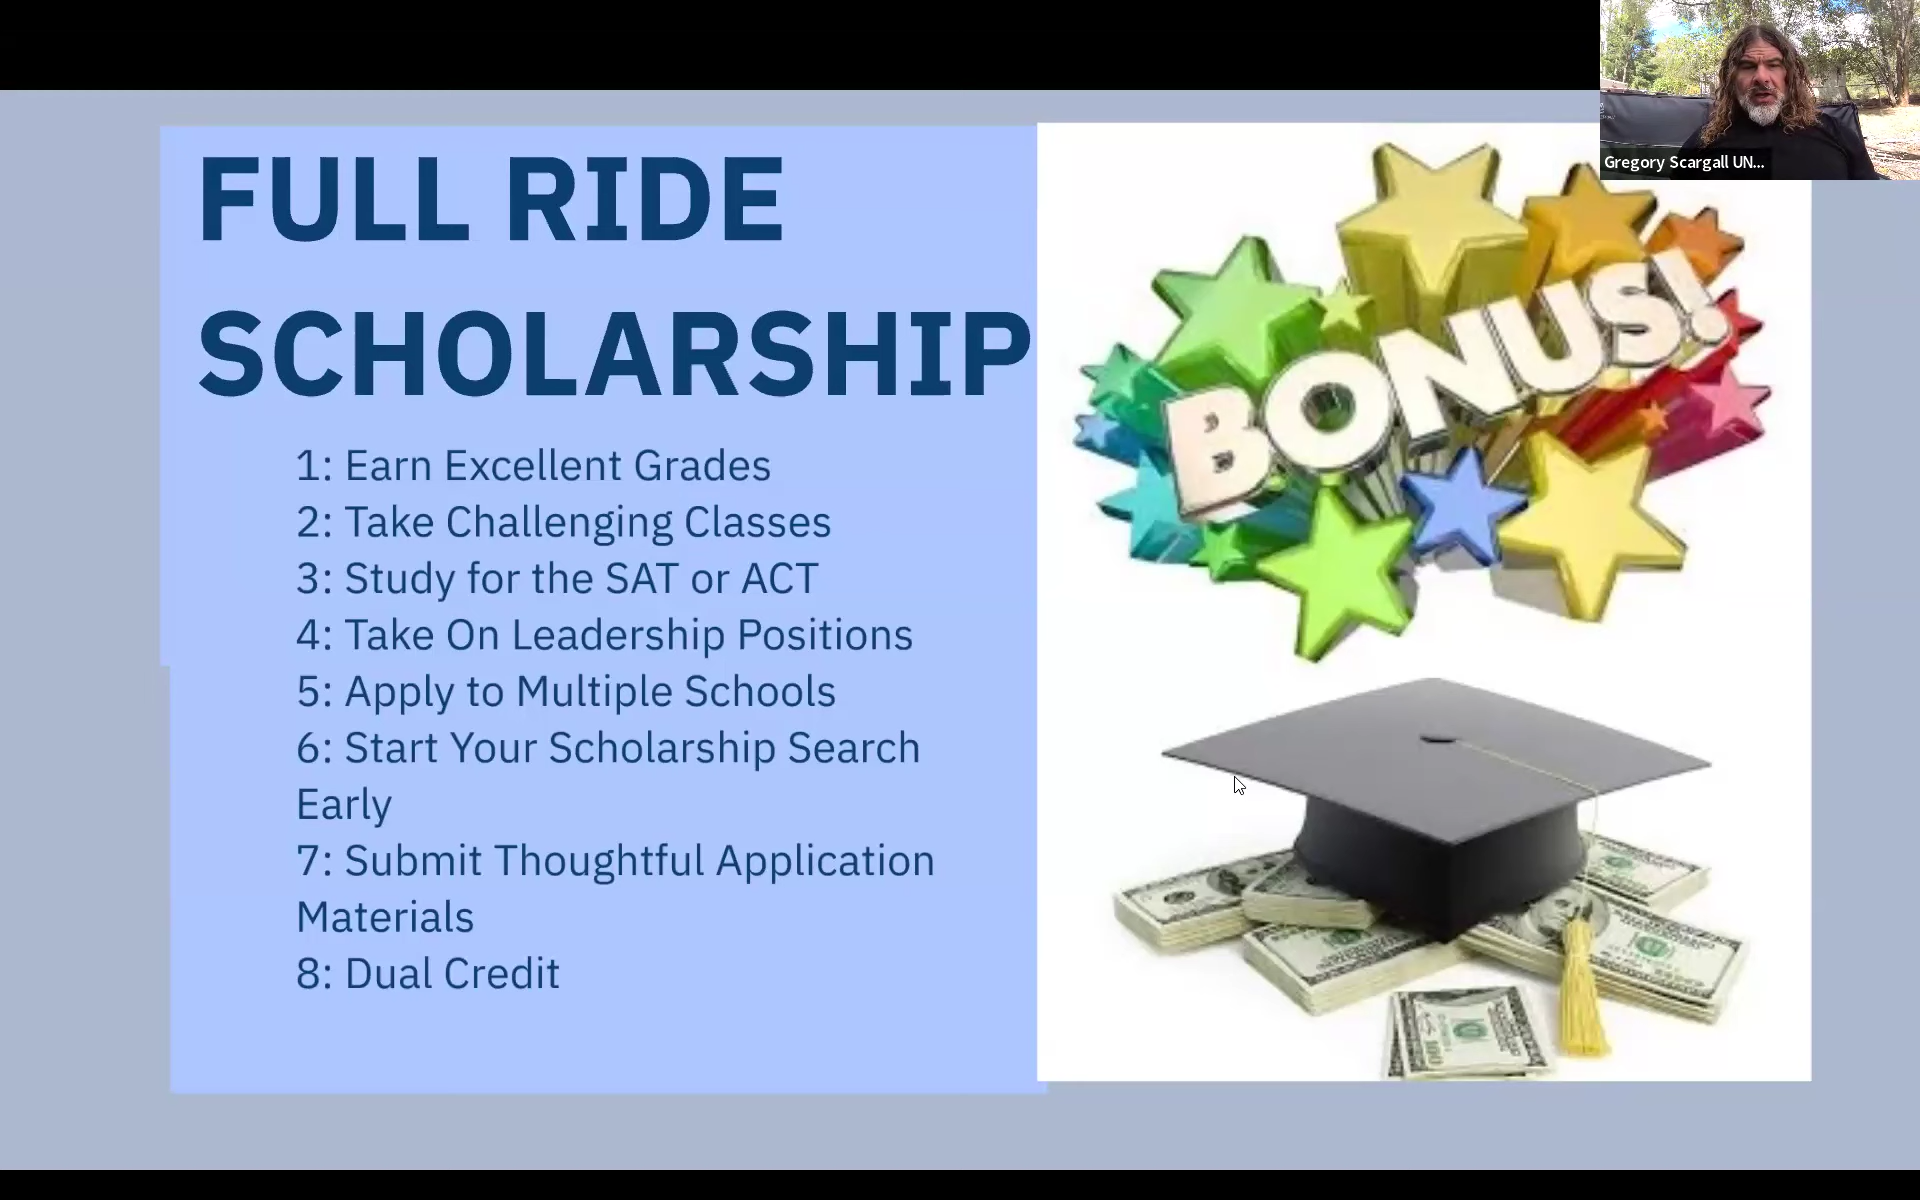 FULL RIDE
SCHOLARSHIP
1: Earn Excellent Grades
2: Take Challenging Classes
3: Study for the SAT or ACT
4: Take On Leadership Positions
5: Apply to Multiple Schools
6: Start Your Scholarship Search
Early
7: Submit Thoughtful Application
Materials
8: Dual Credit
BONUS!
Gregory Scargall UN...